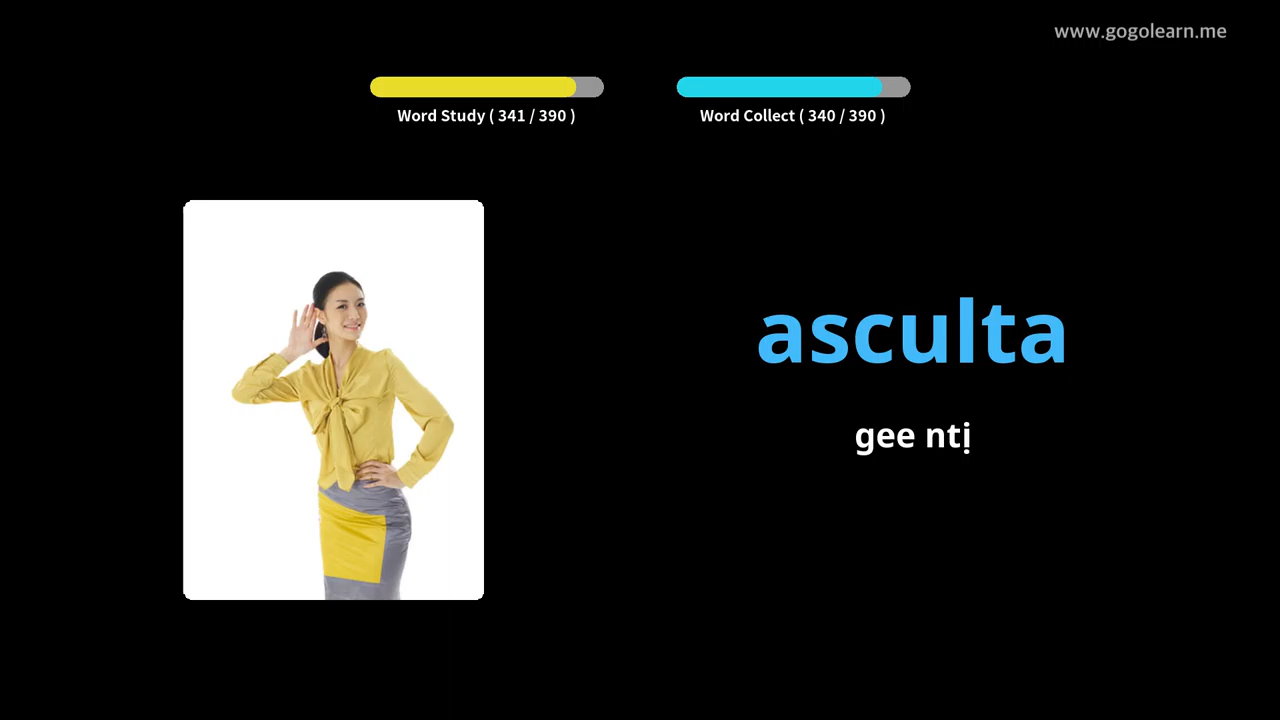 www.gogolearn.me
Word Study ( 341 / 390 )
Word Collect ( 340 / 390 )
asculta
gee ntị